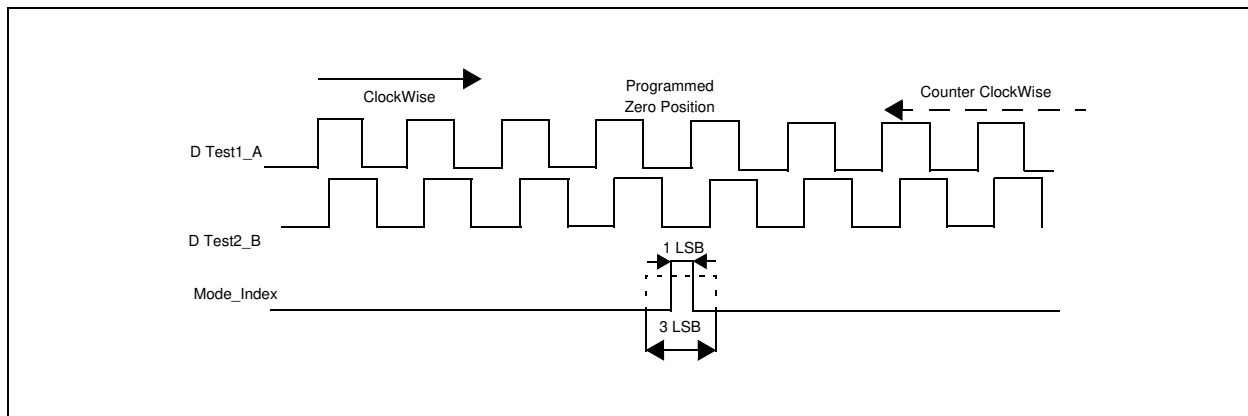 ClockWise
Programmed
Zero Position
Counter ClockWise
D Test1_A
D Test2_B
1 LSB
Mode_Index
3 LSB